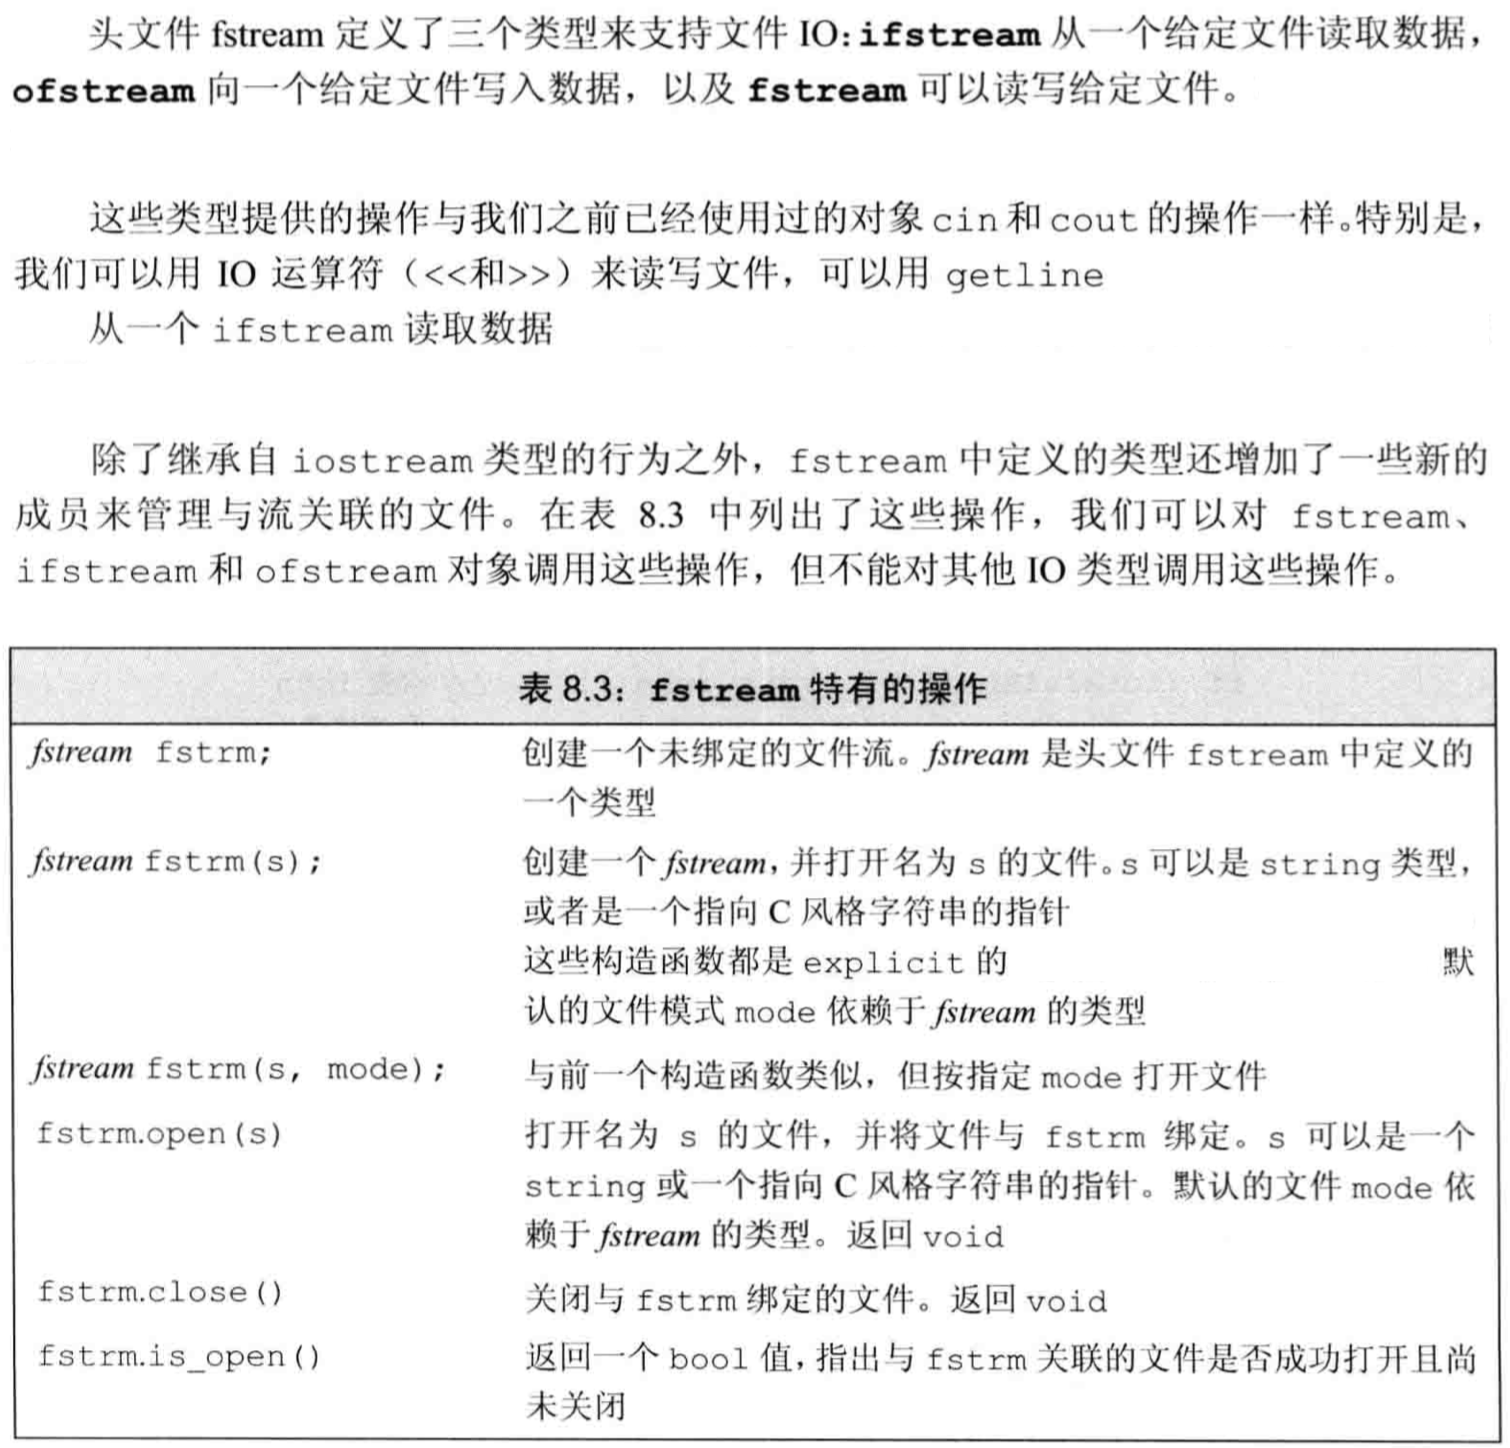 头文件 fstream 定义了三个类型来支持文件 IO:ifstream 从一个给定文件读取数据,
ofstream 向一个给定文件写入数据，以及 fstream 可以读写给定文件。
这些类型提供的操作与我们之前已经使用过的对象 cin 和 cout 的操作一样。特别是，
我们可以用 IO 运算符（<<和>>）来读写文件，可以用 getline
从一个 ifstream 读取数据
除了继承自 iostream 类型的行为之外，fstream 中定义的类型还增加了一些新的
成员来管理与流关联的文件。在表 8.3 中列出了这些操作，我们可以对 fstream、
ifstream 和 ofstream 对象调用这些操作，但不能对其他 IO 类型调用这些操作。
表 8.3：fstream 特有的操作
fstream fstrm; 创建一个未绑定的文件流。fstream 是头文件 fstream 中定义的
一个类型
fstream fstrm(s); 创建一个 fstream，并打开名为 s 的文件。s 可以是 string 类型，
或者是一个指向 C 风格字符串的指针
这些构造函数都是 explicit 的 默
认的文件模式 mode 依赖于 fstream 的类型
fstream fstrm(s, mode); 与前一个构造函数类似，但按指定 mode 打开文件
fstrm.open(s) 打开名为 s 的文件，并将文件与 fstrm 绑定。s 可以是一个
string 或一个指向 C 风格字符串的指针。默认的文件 mode 依
赖于 fstream 的类型。返回 void
fstrm.close() 关闭与 fstrm 绑定的文件。返回 void
fstrm.is_open() 返回一个 bool 值，指出与 fstrm 关联的文件是否成功打开且尚
未关闭